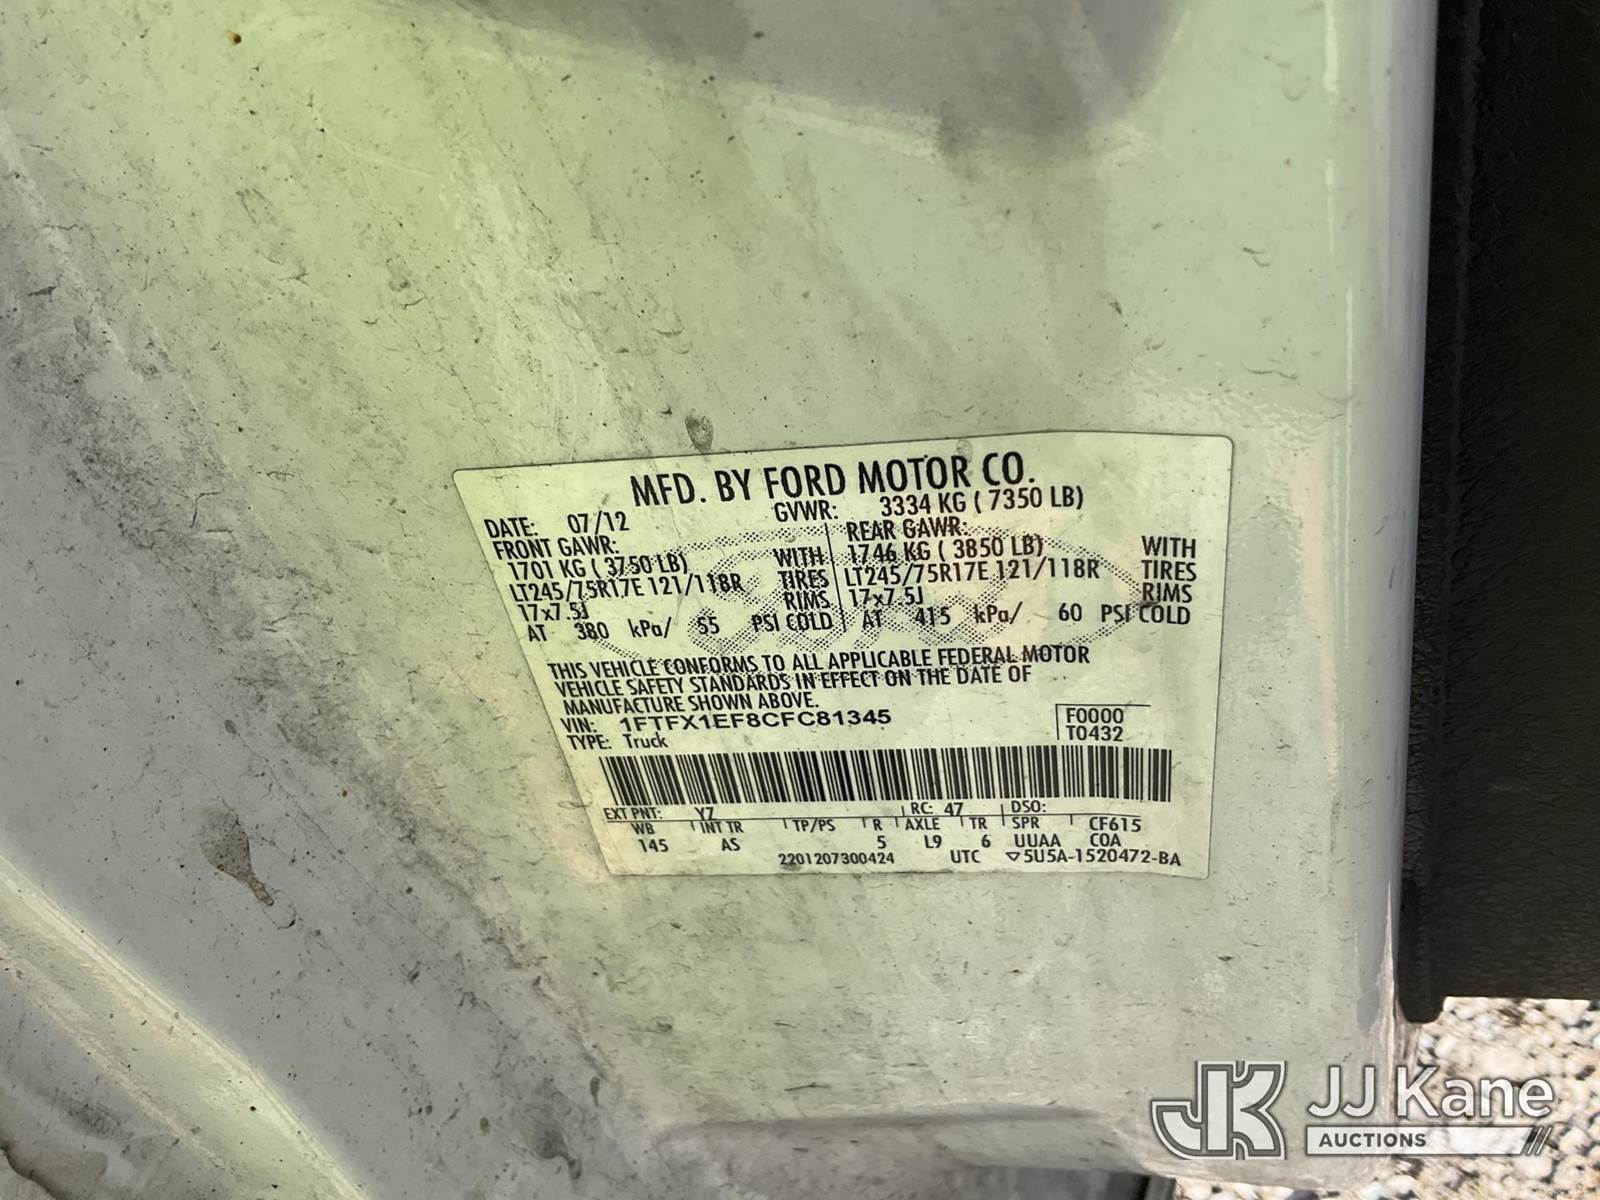 MFD. BY FORD MOTOR CO.
DATE: 07/12 GVWR: 3334 KG ( 7350 LB)
FRONT GAWR: REAR GAWR:
1701 KG ( 3750 LB) WITH 1746 KG ( 3850 LB) WITH
LT245/75R17E 121/118R TIRES LT245/75R17E 121/118R TIRES
17x7.5J RIMS 17x7.5J RIMS
AT 380 kPa/ 55 PSI COLD AT 415 kPa/ 60 PSI COLD
THIS VEHICLE CONFORMS TO ALL APPLICABLE FEDERAL MOTOR
VEHICLE SAFETY STANDARDS IN EFFECT ON THE DATE OF
MANUFACTURE SHOWN ABOVE.
VIN: 1FTFX1EF8CFC81345 F0000
TYPE: Truck T0432
EXT PNT: YZ RC: 47 DSO:
WB INT TR TP/PS R AXLE TR SPR CF615
145 AS 5 L9 6 UUAA COA
2201207300424 UTC ▽5U5A-1520472-BA
JK JJ Kane
AUCTIONS